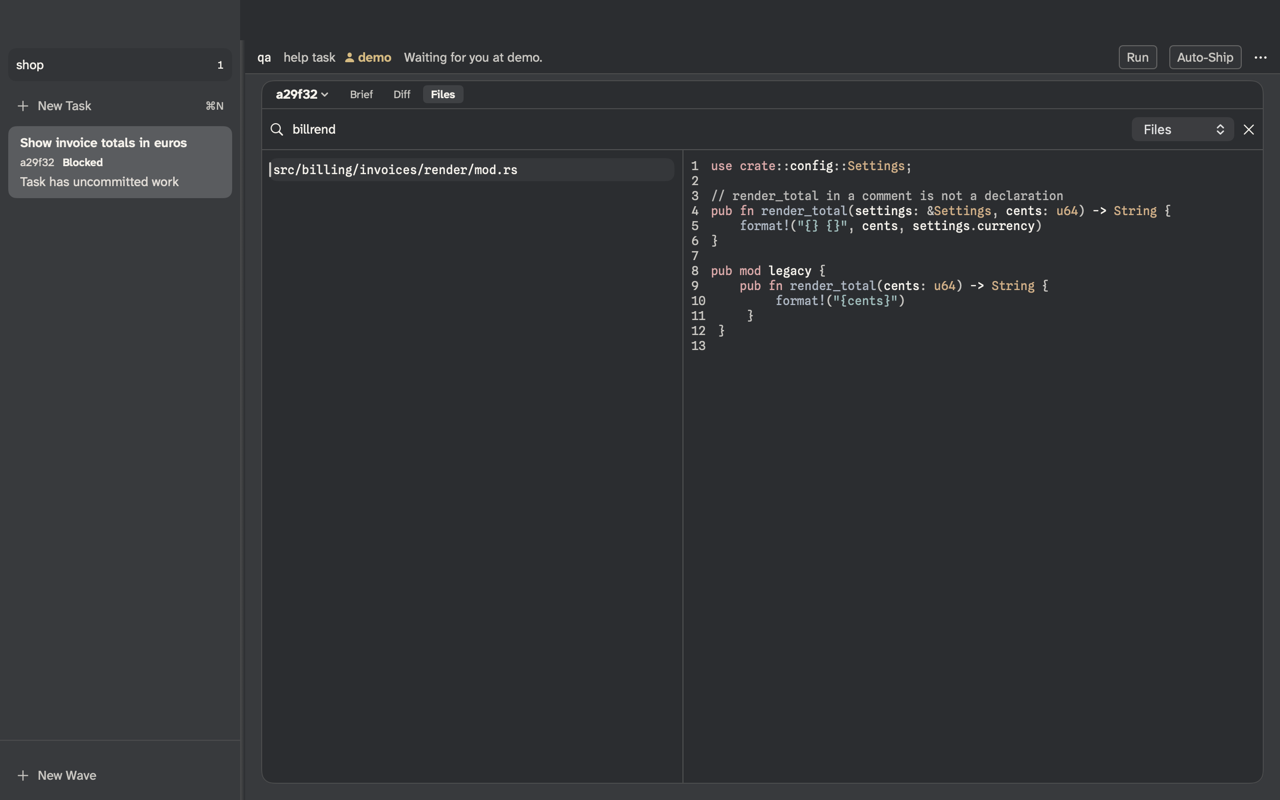 shop 1
New Task ⌘N
Show invoice totals in euros
a29f32 Blocked
Task has uncommitted work
New Wave
qa help task demo Waiting for you at demo.
Run Auto-Ship ···
a29f32 Brief Diff Files
billrend Files
src/billing/invoices/render/mod.rs
1 use crate::config::Settings;
2
3 // render_total in a comment is not a declaration
4 pub fn render_total(settings: &Settings, cents: u64) -> String {
5     format!("{} {}", cents, settings.currency)
6 }
7
8 pub mod legacy {
9     pub fn render_total(cents: u64) -> String {
10         format!("{cents}")
11     }
12 }
13